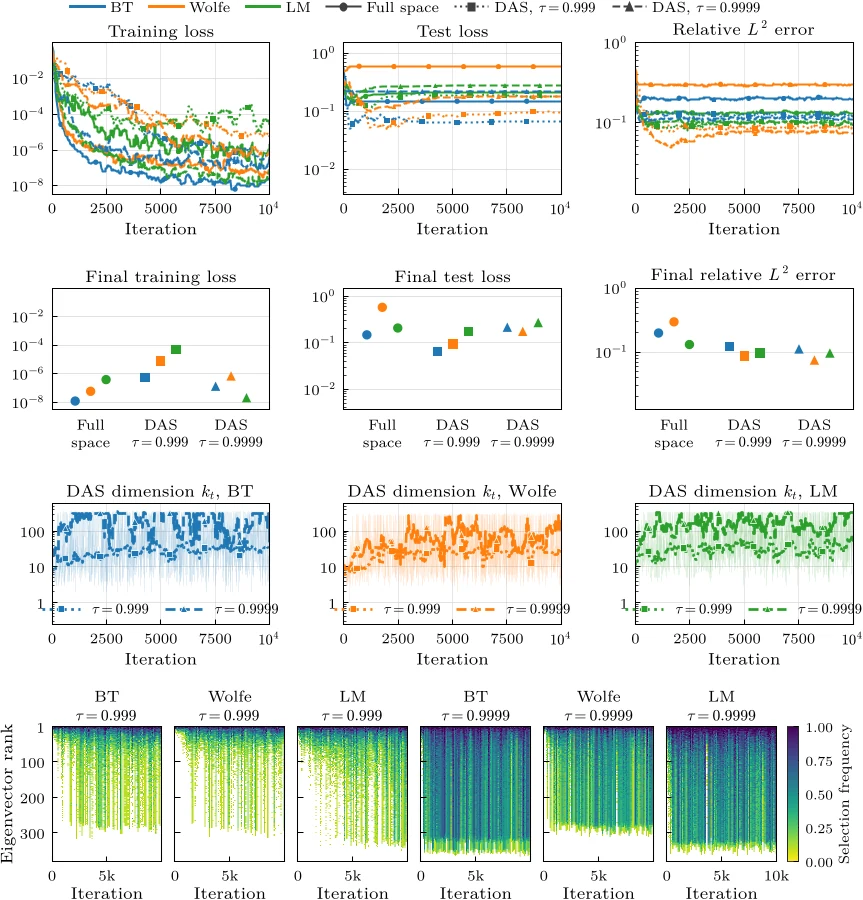 BT Wolfe LM Full space DAS, τ = 0.999 DAS, τ = 0.9999
Training loss Test loss Relative L² error
10⁻² 10⁻⁴ 10⁻⁶ 10⁻⁸
10⁰ 10⁻¹ 10⁻²
10⁰ 10⁻¹
0 2500 5000 7500 10⁴ 0 2500 5000 7500 10⁴ 0 2500 5000 7500 10⁴
Iteration Iteration Iteration
Final training loss Final test loss Final relative L² error
10⁻² 10⁻⁴ 10⁻⁶ 10⁻⁸
10⁰ 10⁻¹ 10⁻²
10⁰ 10⁻¹
Full DAS DAS Full DAS DAS Full DAS DAS
space τ = 0.999 τ = 0.9999 space τ = 0.999 τ = 0.9999 space τ = 0.999 τ = 0.9999
DAS dimension kₜ, BT DAS dimension kₜ, Wolfe DAS dimension kₜ, LM
100 100 100
10 10 10
1 1 1
τ = 0.999 τ = 0.9999 τ = 0.999 τ = 0.9999 τ = 0.999 τ = 0.9999
0 2500 5000 7500 10⁴ 0 2500 5000 7500 10⁴ 0 2500 5000 7500 10⁴
Iteration Iteration Iteration
BT Wolfe LM BT Wolfe LM
τ = 0.999 τ = 0.999 τ = 0.999 τ = 0.9999 τ = 0.9999 τ = 0.9999
Eigenvector rank
1
100
200
300
1.00
0.75
0.50
0.25
0.00
Selection frequency
0 5k 0 5k 0 5k 0 5k 0 5k 0 5k 10k
Iteration Iteration Iteration Iteration Iteration Iteration